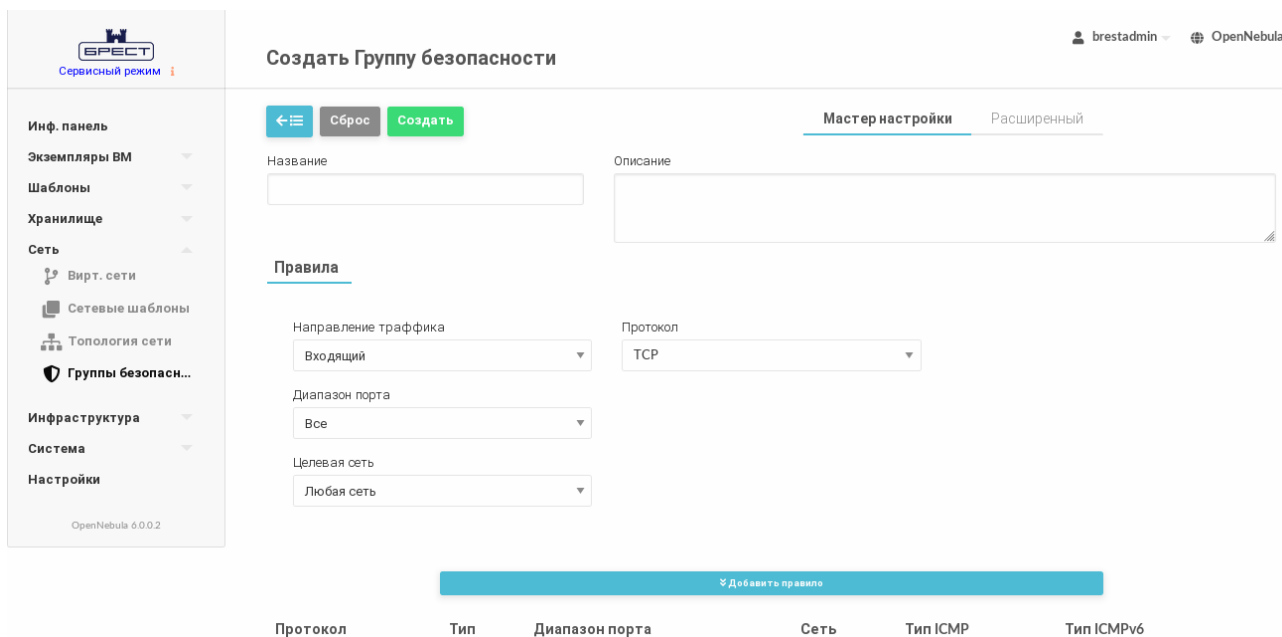 БРЕСТ
Сервисный режим
brestadmin
OpenNebula
Создать Группу безопасности
Сброс
Создать
Мастер настройки
Расширенный
Инф. панель
Экземпляры ВМ
Шаблоны
Хранилище
Сеть
Вирт. сети
Сетевые шаблоны
Топология сети
Группы безопасн...
Инфраструктура
Система
Настройки
OpenNebula 6.0.0.2
Название
Описание
Правила
Направление траффика
Протокол
Входящий
TCP
Диапазон порта
Все
Целевая сеть
Любая сеть
Добавить правило
Протокол Тип Диапазон порта Сеть Тип ICMP Тип ICMPv6